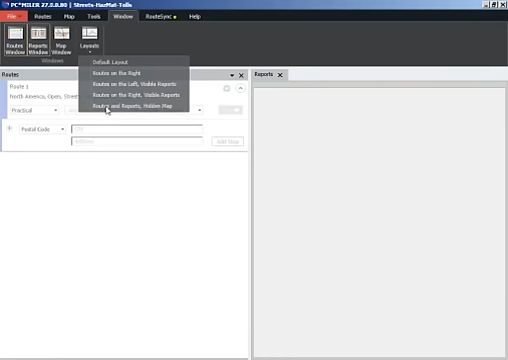 PC*MILER 27.0.0.80 | Streets-HazMat-Tolls
File Routes Map Tools Window RouteSync Help
Routes Window Reports Window Map Window Layouts
Windows
Default Layout
Routes on the Right
Routes on the Left, Visible Reports
Routes on the Right, Visible Reports
Routes and Reports, Hidden Map
Routes
Reports
Route 1
North America, Open, Street
Practical
Postal Code
City
Address
Add Stop